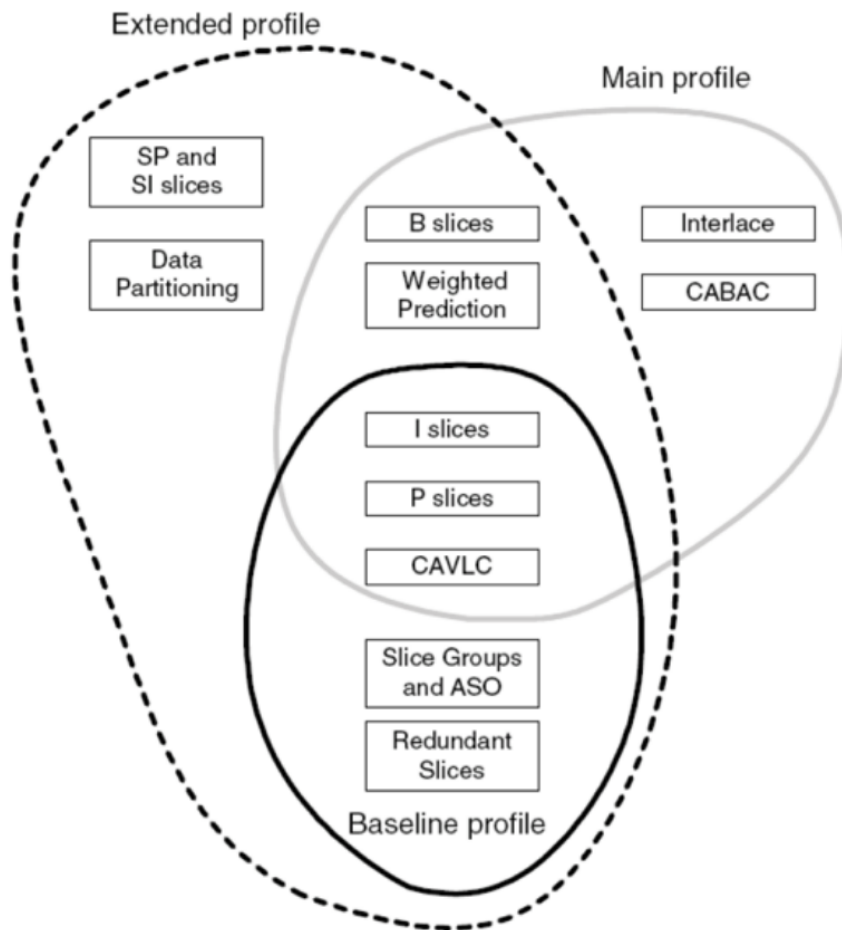 Extended profile
Main profile
SP and
SI slices
B slices
Interlace
Data
Partitioning
Weighted
Prediction
CABAC
I slices
P slices
CAVLC
Slice Groups
and ASO
Redundant
Slices
Baseline profile